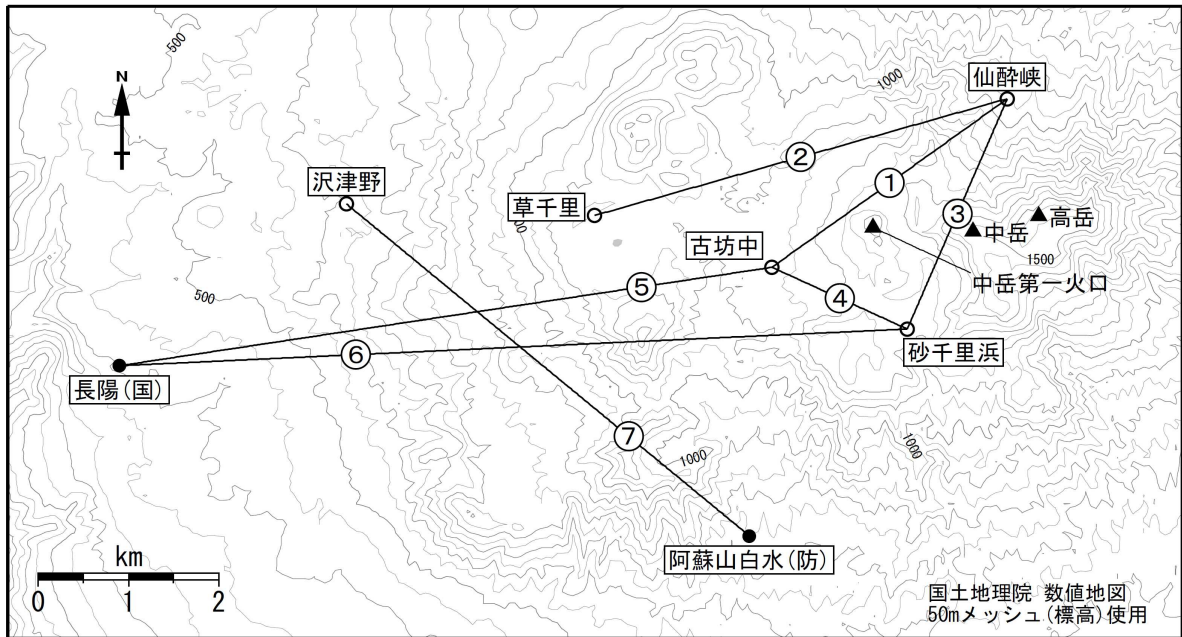 500
1000
仙酔峡
N
②
沢津野
①
草千里
00
③
高岳
中岳
古坊中
1500
中岳第一火口
500
⑤
④
⑥
砂千里浜
長陽(国)
⑦
1000
1000
km
阿蘇山白水(防)
0 1 2
国土地理院 数値地図
50mメッシュ(標高)使用